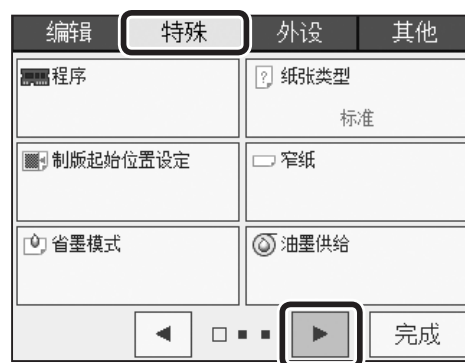 编辑 特殊 外设 其他
程序 纸张类型
标准
制版起始位置设定 窄纸
省墨模式 油墨供给
完成